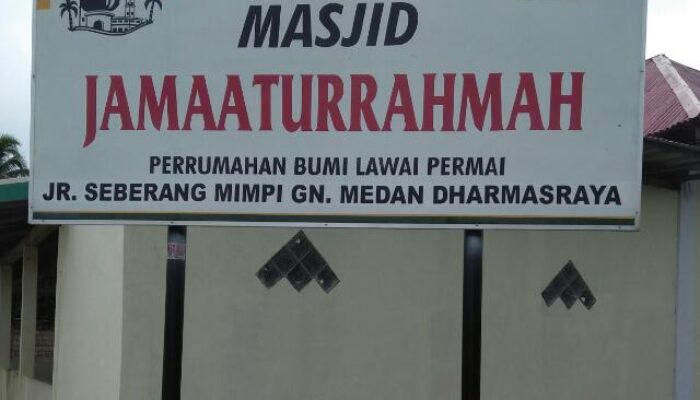 MASJID
JAMAATURRAHMAH
PERRUMAHAN BUMI LAWAI PERMAI
JR. SEBERANG MIMPI GN. MEDAN DHARMASRAYA